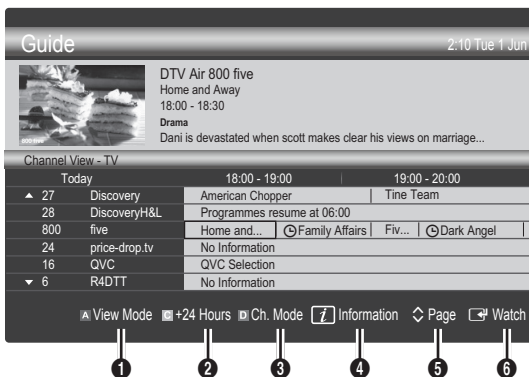 Guide 2:10 Tue 1 Jun
DTV Air 800 five
Home and Away
18:00 - 18:30
Drama
Dani is devastated when scott makes clear his views on marriage...
800 five
Channel View - TV
Today 18:00 - 19:00 19:00 - 20:00
▲ 27 Discovery American Chopper Tine Team
28 DiscoveryH&L Programmes resume at 06:00
800 five Home and... Family Affairs Fiv... Dark Angel
24 price-drop.tv No Information
16 QVC QVC Selection
▼ 6 R4DTT No Information
A View Mode C +24 Hours D Ch. Mode i Information Page Watch
1 2 3 4 5 6